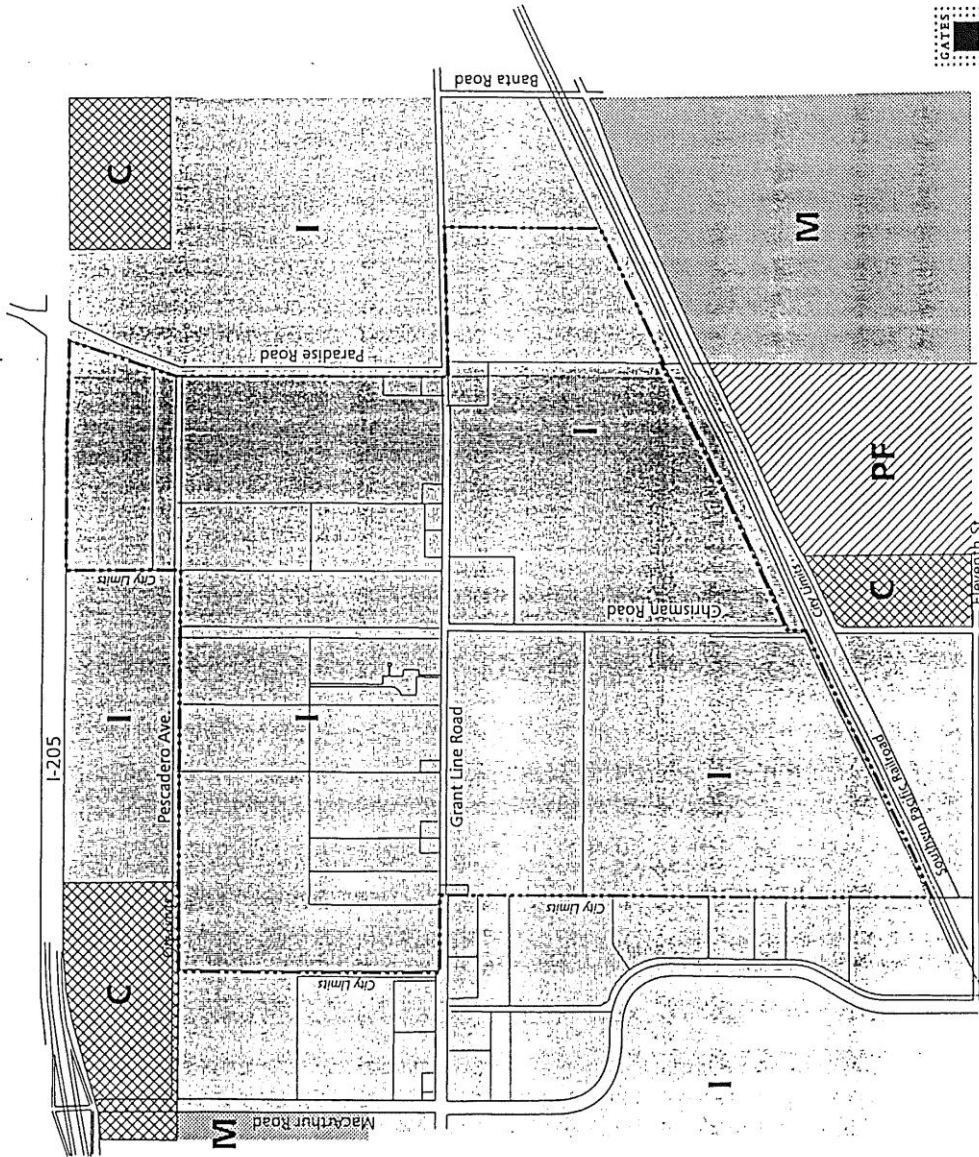 GATES
I-205
C
C
I
Pescadero Ave.
City Limits
M
MacArthur Road
City Limits
I
Paradise Road
I
Grant Line Road
Banta Road
City Limits
I
I
Chrisman Road
I
I
Southern Pacific Railroad
City Limits
C
PF
M